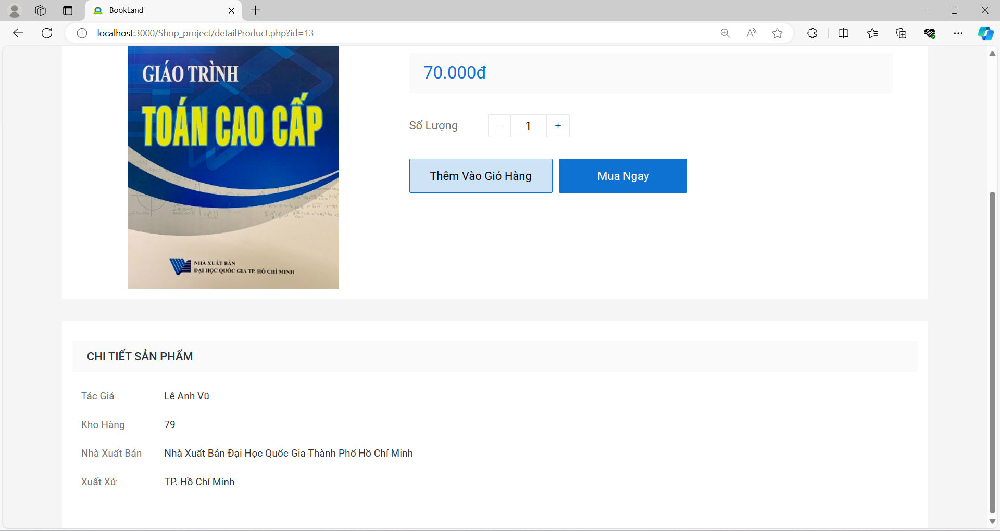 BookLand
localhost:3000/Shop_project/detailProduct.php?id=13
GIÁO TRÌNH
TOÁN CAO CẤP
NHÀ XUẤT BẢN
ĐẠI HỌC QUỐC GIA TP. HỒ CHÍ MINH
70.000đ
Số Lượng - 1 +
Thêm Vào Giỏ Hàng Mua Ngay
CHI TIẾT SẢN PHẨM
Tác Giả Lê Anh Vũ
Kho Hàng 79
Nhà Xuất Bản Nhà Xuất Bản Đại Học Quốc Gia Thành Phố Hồ Chí Minh
Xuất Xứ TP. Hồ Chí Minh